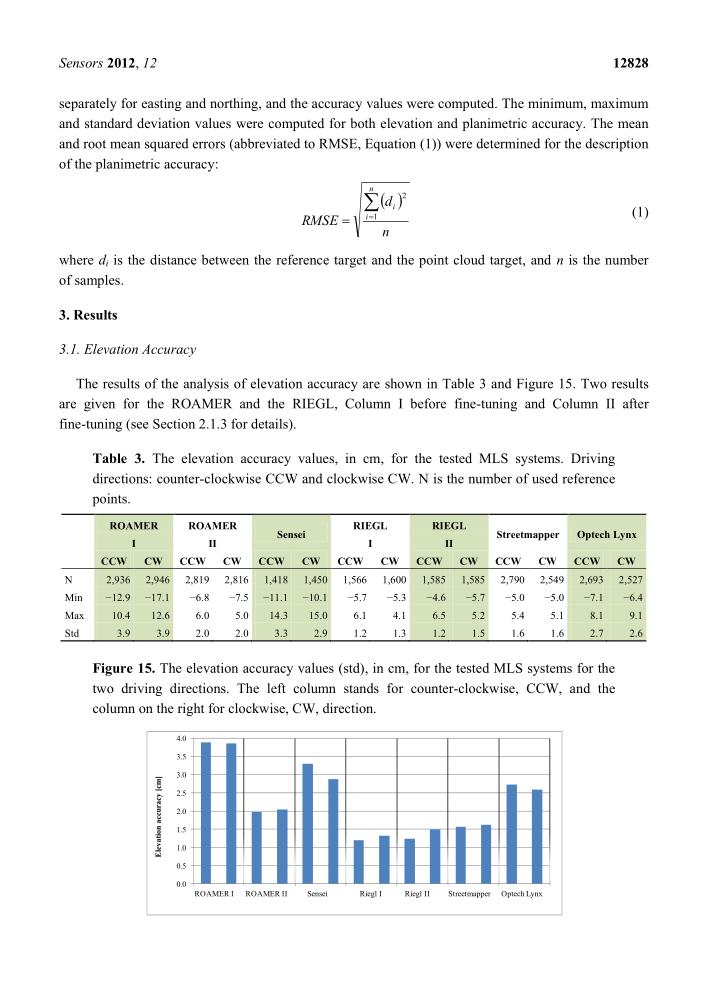 Sensors 2012, 12 12828
separately for easting and northing, and the accuracy values were computed. The minimum, maximum
and standard deviation values were computed for both elevation and planimetric accuracy. The mean
and root mean squared errors (abbreviated to RMSE, Equation (1)) were determined for the description
of the planimetric accuracy:
RMSE = √(∑_{i=1}^{n} (d_i)² / n) (1)
where d_i is the distance between the reference target and the point cloud target, and n is the number
of samples.
3. Results
3.1. Elevation Accuracy
The results of the analysis of elevation accuracy are shown in Table 3 and Figure 15. Two results
are given for the ROAMER and the RIEGL, Column I before fine-tuning and Column II after
fine-tuning (see Section 2.1.3 for details).
Table 3. The elevation accuracy values, in cm, for the tested MLS systems. Driving
directions: counter-clockwise CCW and clockwise CW. N is the number of used reference
points.
ROAMER I ROAMER II Sensei RIEGL I RIEGL II Streetmapper Optech Lynx
CCW CW CCW CW CCW CW CCW CW CCW CW CCW CW CCW CW
N 2,936 2,946 2,819 2,816 1,418 1,450 1,566 1,600 1,585 1,585 2,790 2,549 2,693 2,527
Min −12.9 −17.1 −6.8 −7.5 −11.1 −10.1 −5.7 −5.3 −4.6 −5.7 −5.0 −5.0 −7.1 −6.4
Max 10.4 12.6 6.0 5.0 14.3 15.0 6.1 4.1 6.5 5.2 5.4 5.1 8.1 9.1
Std 3.9 3.9 2.0 2.0 3.3 2.9 1.2 1.3 1.2 1.5 1.6 1.6 2.7 2.6
Figure 15. The elevation accuracy values (std), in cm, for the tested MLS systems for the
two driving directions. The left column stands for counter-clockwise, CCW, and the
column on the right for clockwise, CW, direction.
Elevation accuracy [cm]
4.0
3.5
3.0
2.5
2.0
1.5
1.0
0.5
0.0
ROAMER I ROAMER II Sensei Riegl I Riegl II Streetmapper Optech Lynx